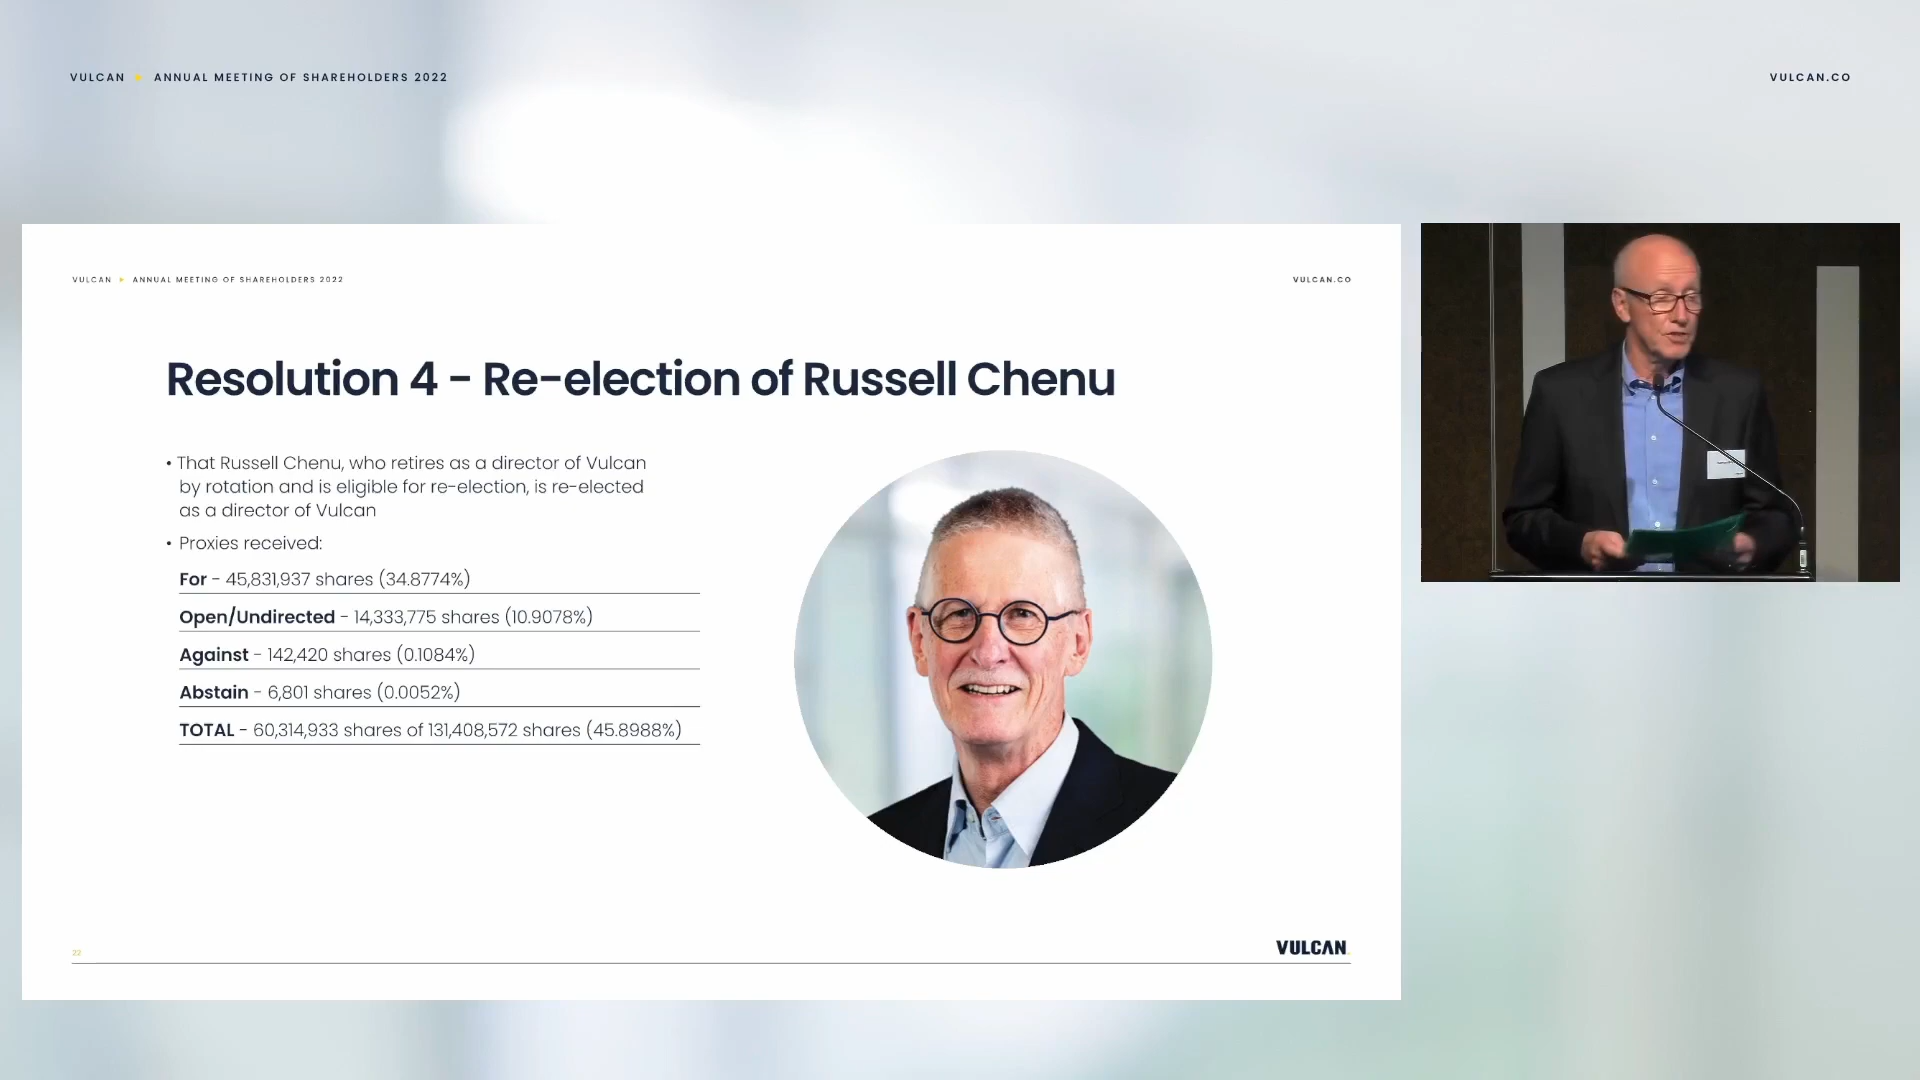 VULCAN ANNUAL MEETING OF SHAREHOLDERS 2022
VULCAN.CO
VULCAN ANNUAL MEETING OF SHAREHOLDERS 2022
VULCAN.CO
Resolution 4 - Re-election of Russell Chenu
• That Russell Chenu, who retires as a director of Vulcan
by rotation and is eligible for re-election, is re-elected
as a director of Vulcan
• Proxies received:
For - 45,831,937 shares (34.8774%)
Open/Undirected - 14,333,775 shares (10.9078%)
Against - 142,420 shares (0.1084%)
Abstain - 6,801 shares (0.0052%)
TOTAL - 60,314,933 shares of 131,408,572 shares (45.8988%)
22
VULCAN